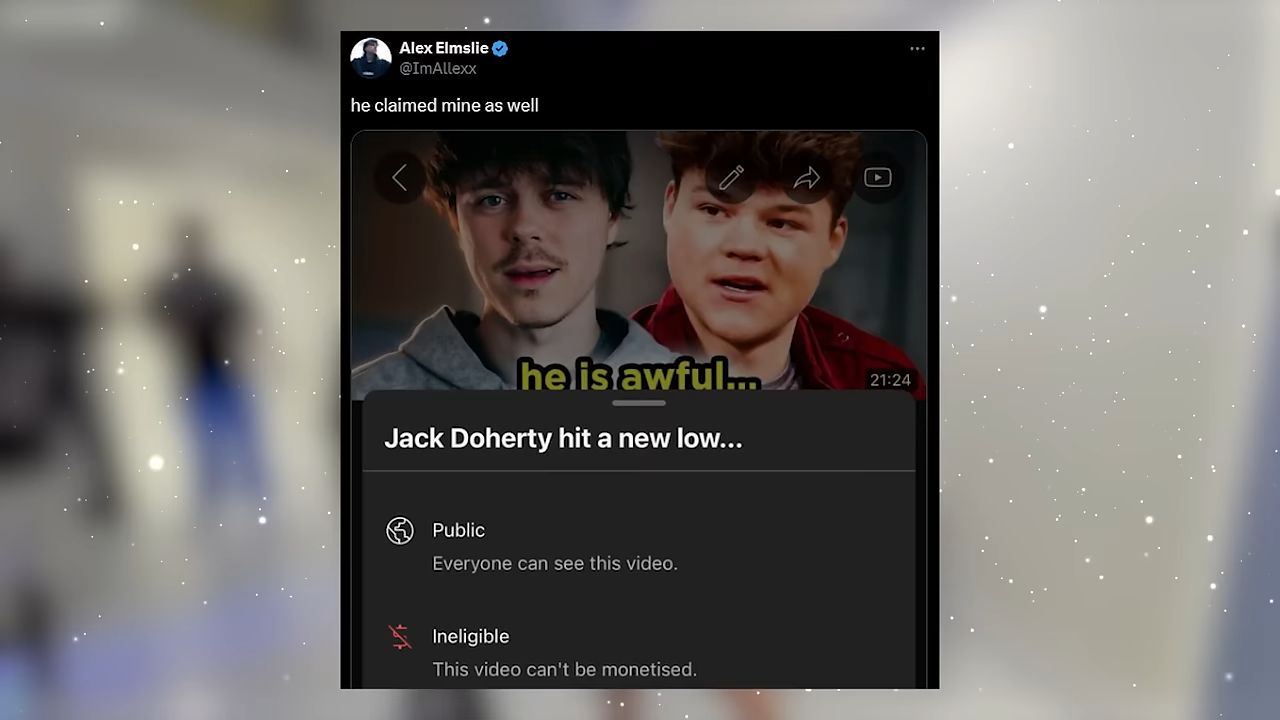 Alex Elmslie
@ImAllexx
he claimed mine as well
he is awful...
21:24
Jack Doherty hit a new low...
Public
Everyone can see this video.
Ineligible
This video can't be monetised.